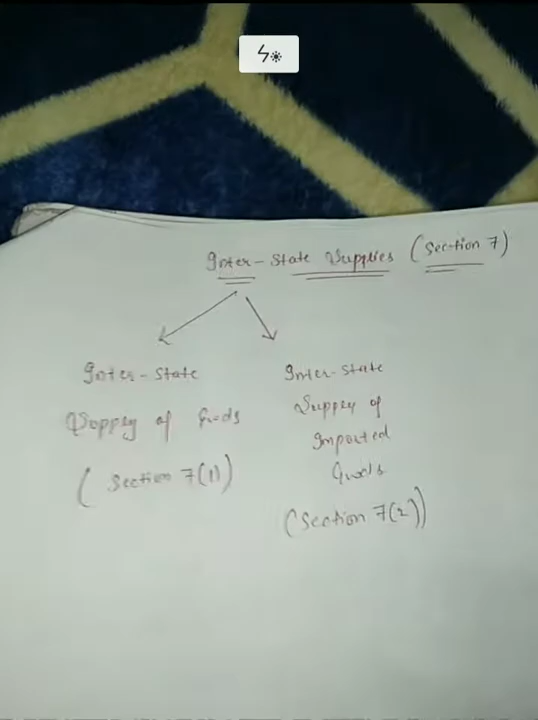 Inter-State Supplies (Section 7)
Inter-State
Supply of Goods
(Section 7(1))
Inter-State
Supply of
Imported
Goods
(Section 7(2))